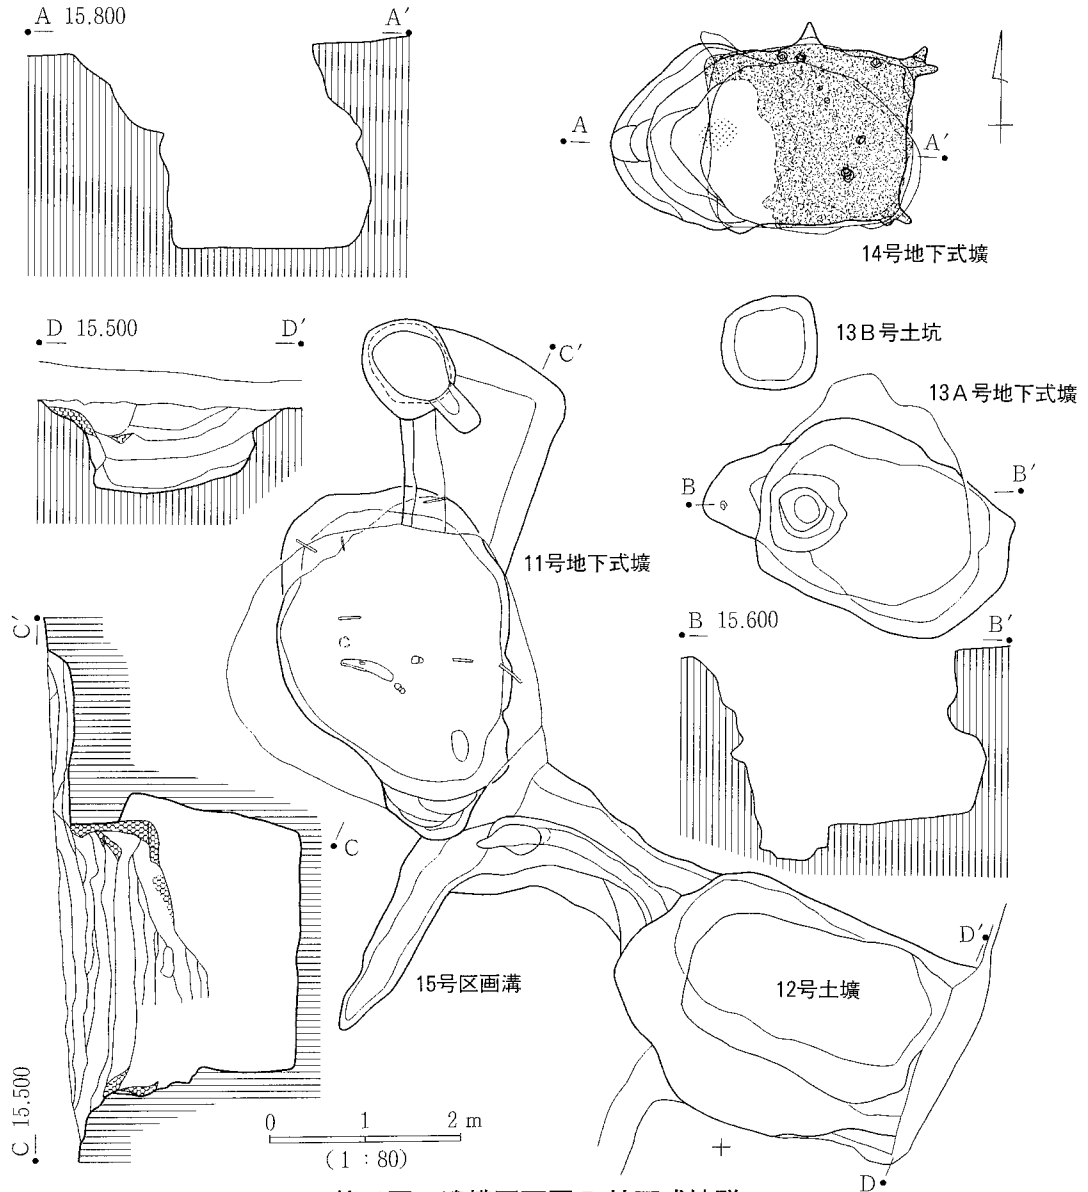 A 15.800 A′
A A′
14号地下式壙
D 15.500 D′
C′
13B号土坑
13A号地下式壙
B B′
11号地下式壙
C′
B 15.600 B′
C
D′
15号区画溝
12号土壙
C 15.500
0 1 2 m
(1:80)
D